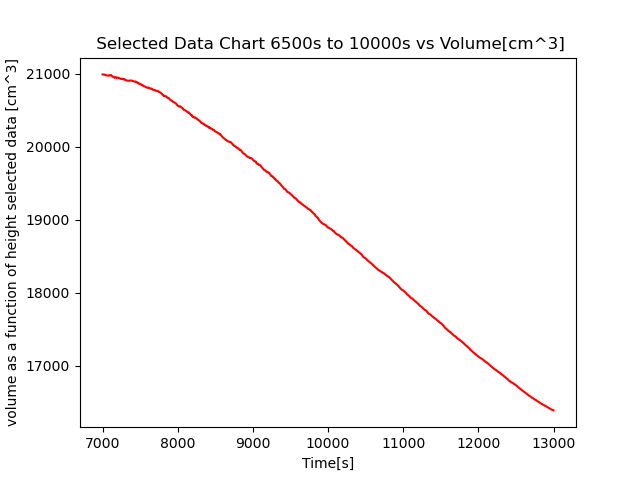 Selected Data Chart 6500s to 10000s vs Volume[cm^3]
volume as a function of height selected data [cm^3]
21000
20000
19000
18000
17000
7000 8000 9000 10000 11000 12000 13000
Time[s]